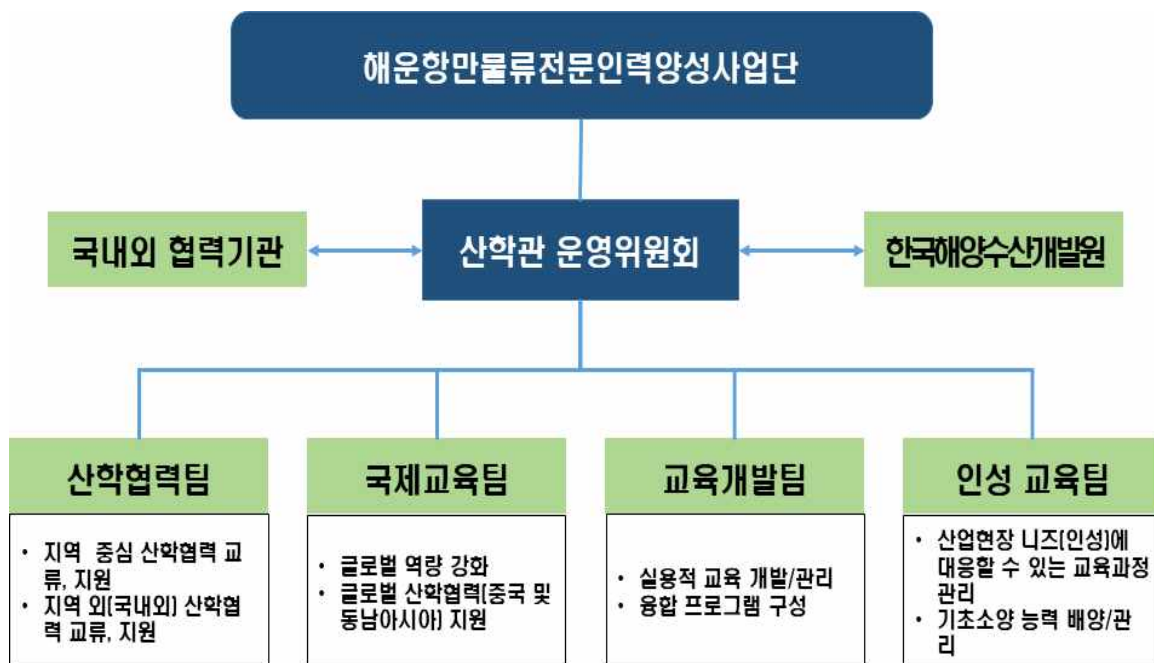 해운항만물류전문인력양성사업단
국내외 협력기관
산학관 운영위원회
한국해양수산개발원
산학협력팀
• 지역 중심 산학협력 교
류, 지원
• 지역 외(국내외) 산학협
력 교류, 지원
국제교육팀
• 글로벌 역량 강화
• 글로벌 산학협력(중국 및
동남아시아) 지원
교육개발팀
• 실용적 교육 개발/관리
• 융합 프로그램 구성
인성 교육팀
• 산업현장 니즈(인성)에
대응할 수 있는 교육과정
관리
• 기초소양 능력 배양/관
리